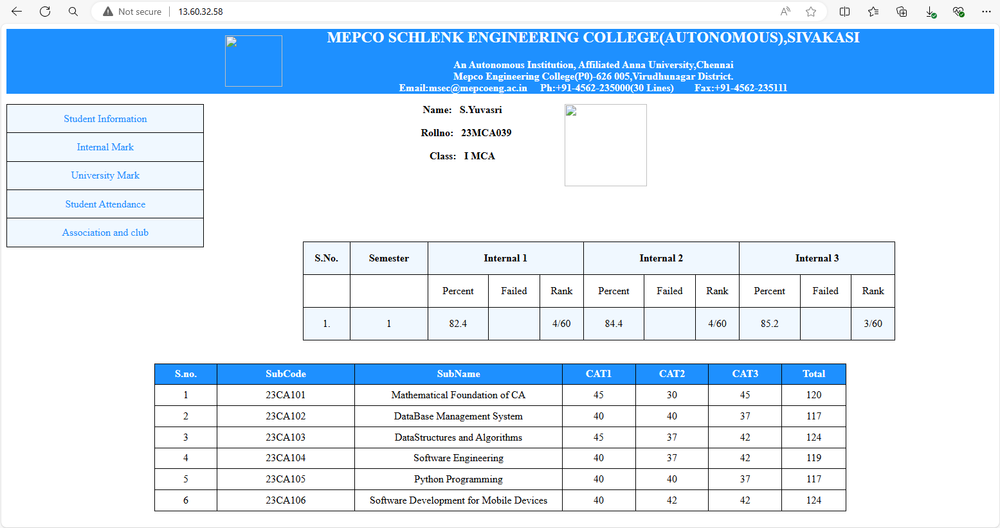 Not secure 13.60.32.58
MEPCO SCHLENK ENGINEERING COLLEGE(AUTONOMOUS),SIVAKASI
An Autonomous Institution, Affiliated Anna University,Chennai
Mepco Engineering College(P0)-626 005,Virudhunagar District.
Email:msec@mepcoeng.ac.in Ph:+91-4562-235000(30 Lines) Fax:+91-4562-235111
Student Information
Internal Mark
University Mark
Student Attendance
Association and club
Name: S.Yuvasri
Rollno: 23MCA039
Class: I MCA
S.No. Semester Internal 1 Internal 2 Internal 3
Percent Failed Rank Percent Failed Rank Percent Failed Rank
1. 1 82.4 4/60 84.4 4/60 85.2 3/60
S.no. SubCode SubName CAT1 CAT2 CAT3 Total
1 23CA101 Mathematical Foundation of CA 45 30 45 120
2 23CA102 DataBase Management System 40 40 37 117
3 23CA103 DataStructures and Algorithms 45 37 42 124
4 23CA104 Software Engineering 40 37 42 119
5 23CA105 Python Programming 40 40 37 117
6 23CA106 Software Development for Mobile Devices 40 42 42 124